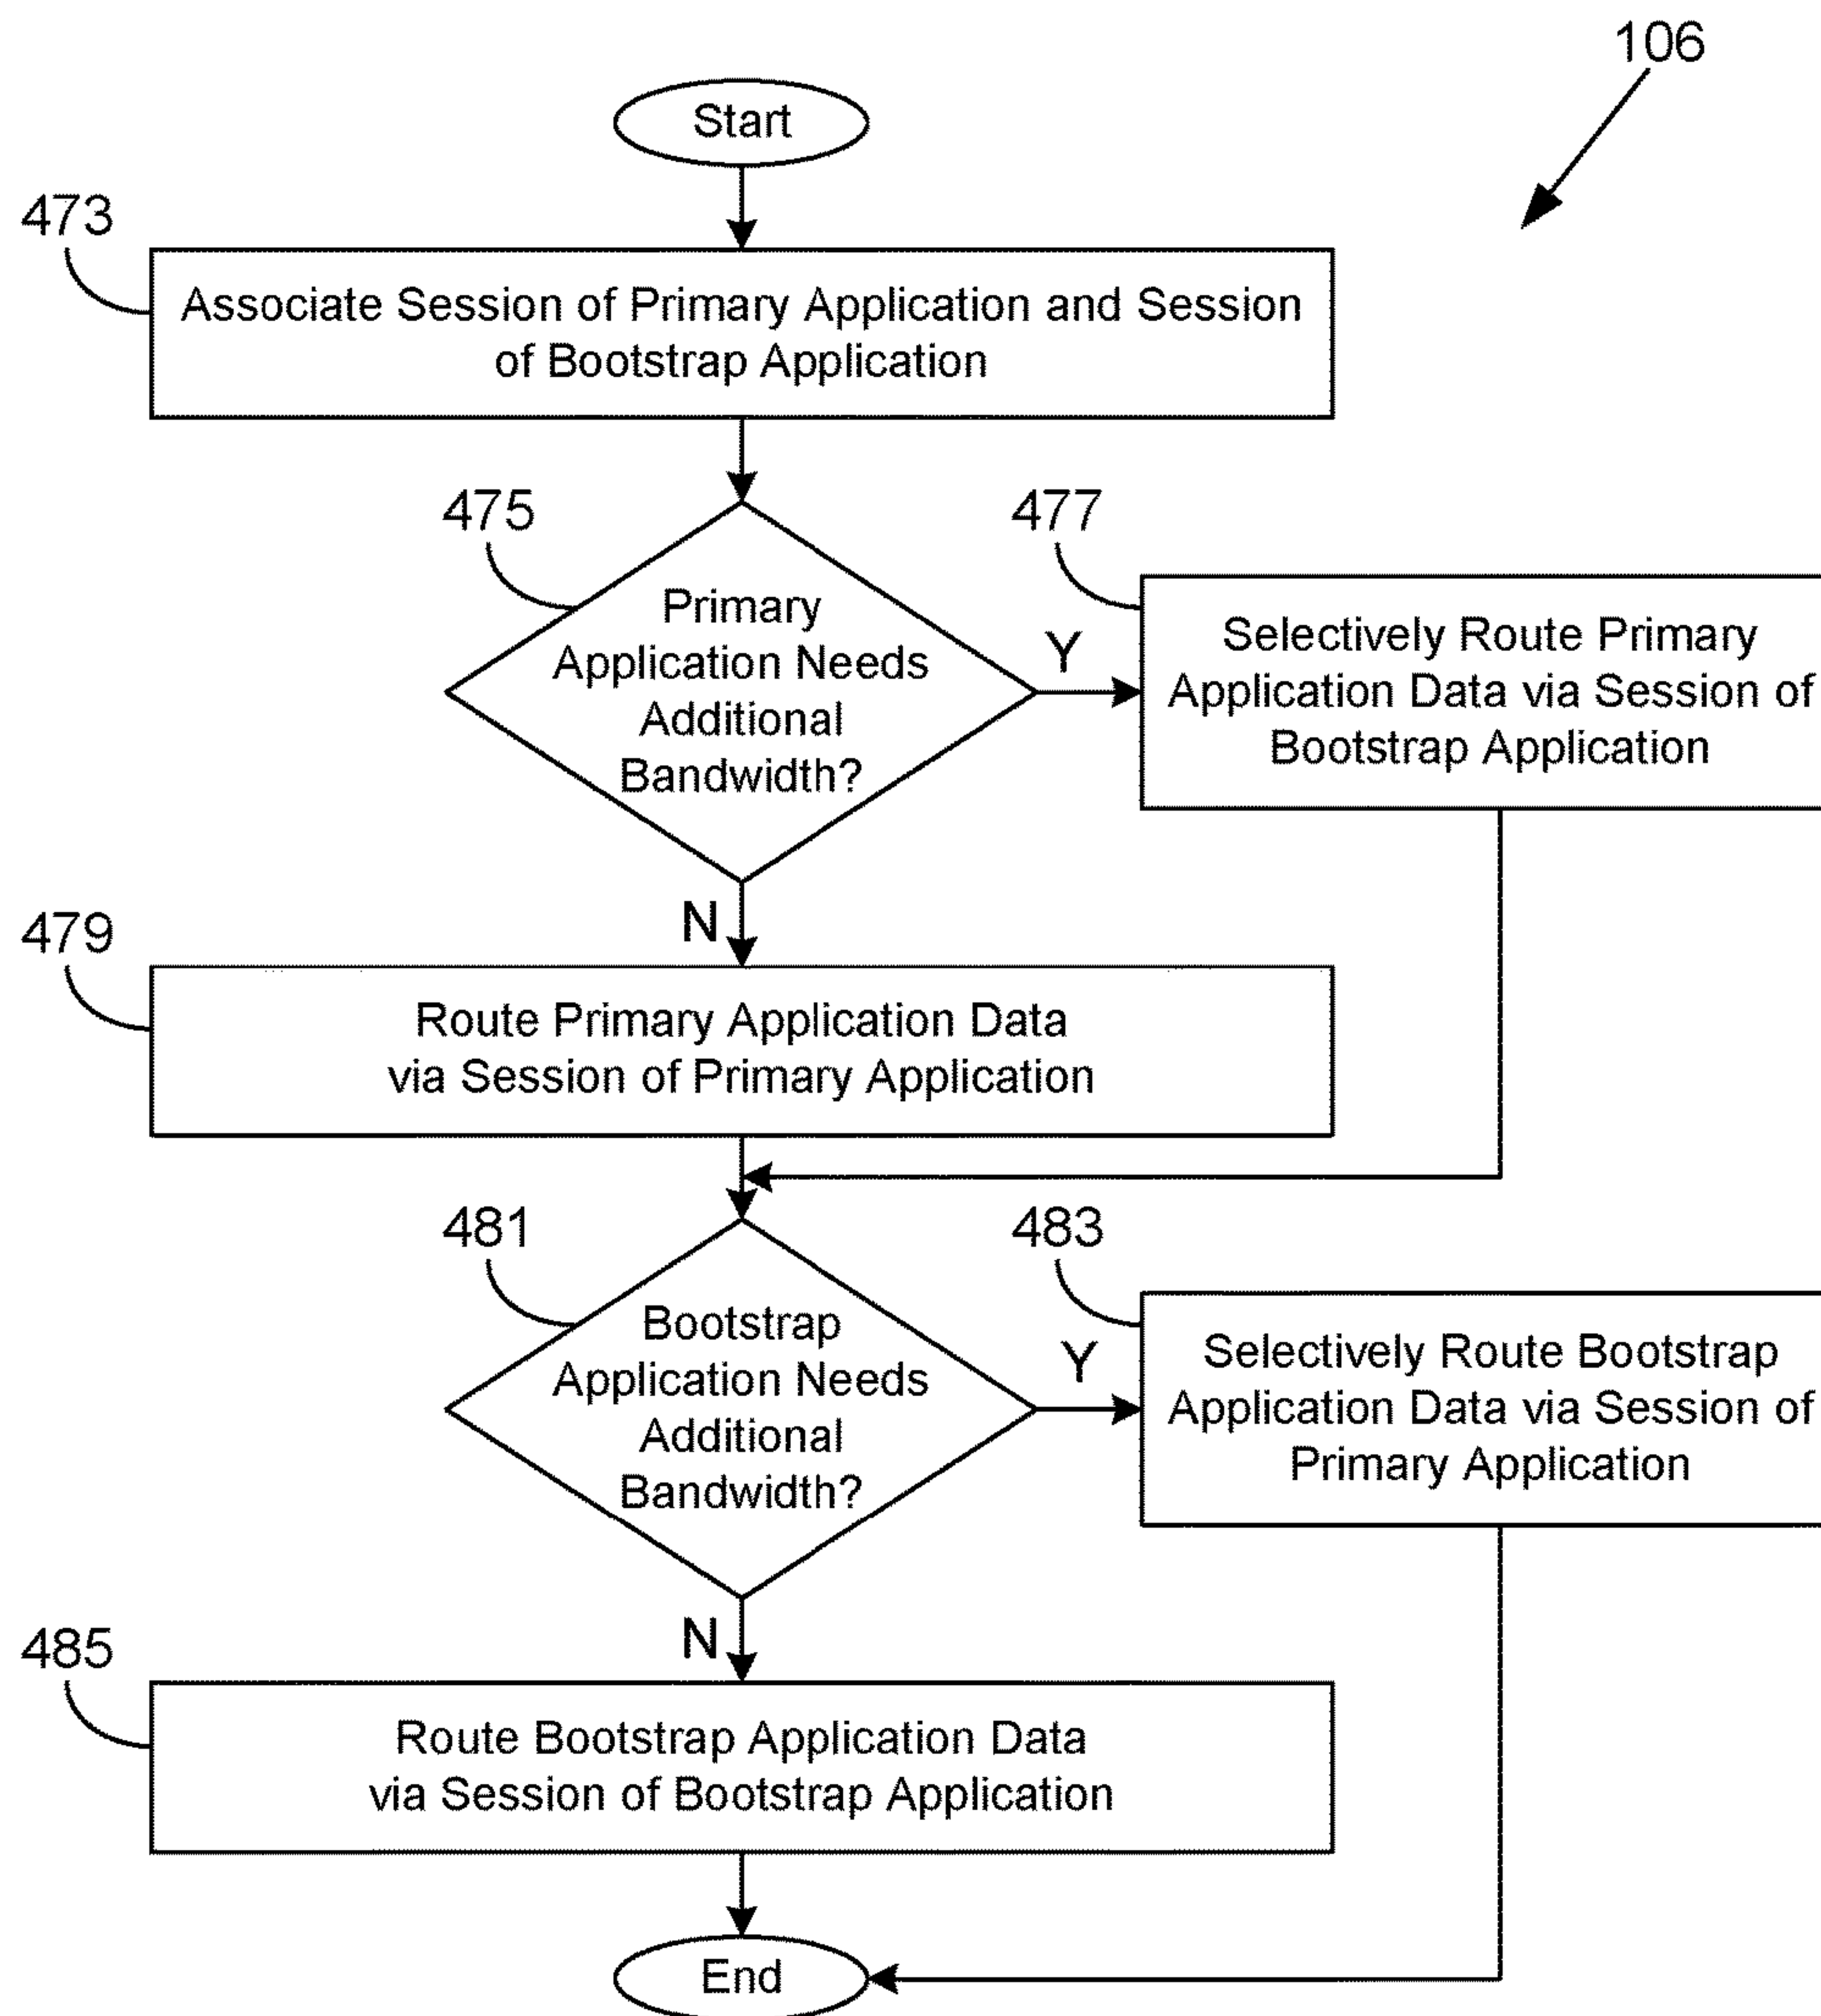 106
Start
473
Associate Session of Primary Application and Session
of Bootstrap Application
475
477
Primary
Application Needs
Additional
Bandwidth?
Y
Selectively Route Primary
Application Data via Session of
Bootstrap Application
N
479
Route Primary Application Data
via Session of Primary Application
481
483
Bootstrap
Application Needs
Additional
Bandwidth?
Y
Selectively Route Bootstrap
Application Data via Session of
Primary Application
N
485
Route Bootstrap Application Data
via Session of Bootstrap Application
End